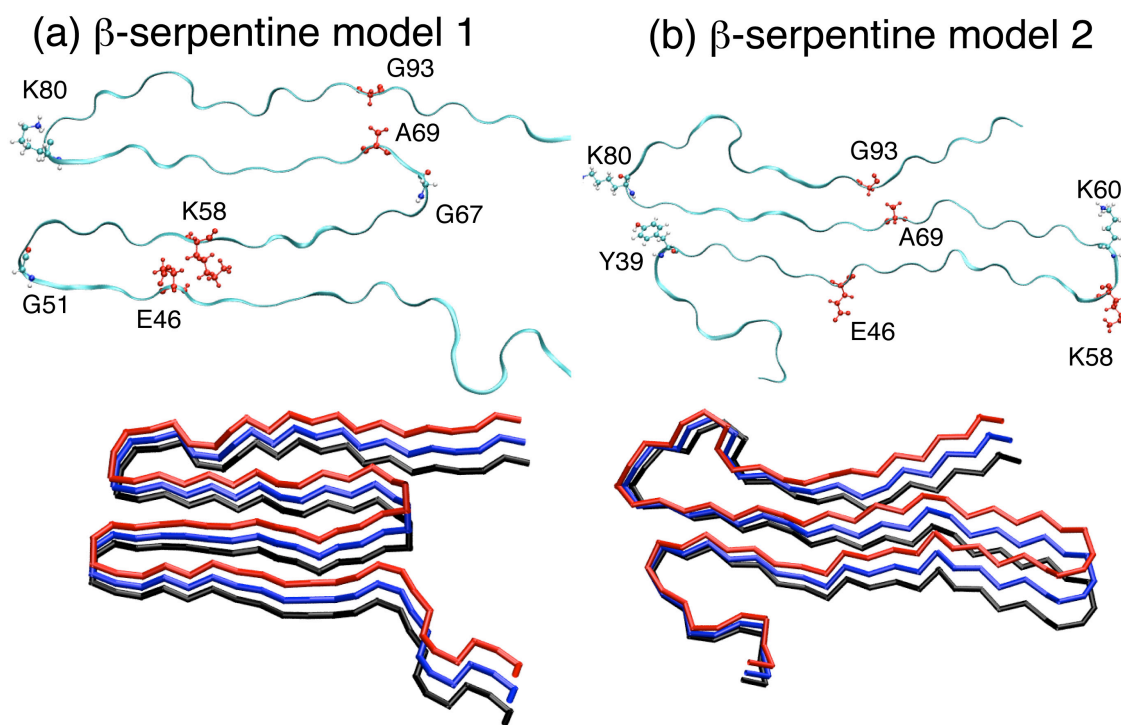 (a) β-serpentine model 1
(b) β-serpentine model 2
G93
K80
A69
G67
K58
G51
E46
K80
G93
K60
Y39
A69
E46
K58